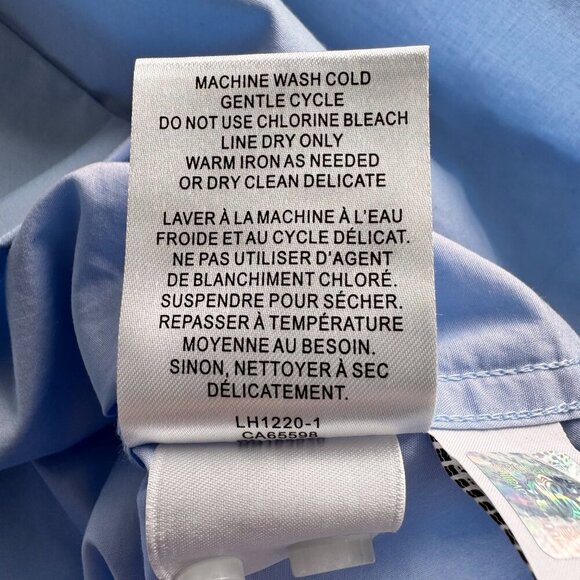 MACHINE WASH COLD
GENTLE CYCLE
DO NOT USE CHLORINE BLEACH
LINE DRY ONLY
WARM IRON AS NEEDED
OR DRY CLEAN DELICATE
LAVER À LA MACHINE À L'EAU
FROIDE ET AU CYCLE DÉLICAT.
NE PAS UTILISER D'AGENT
DE BLANCHIMENT CHLORÉ.
SUSPENDRE POUR SÉCHER.
REPASSER À TEMPÉRATURE
MOYENNE AU BESOIN.
SINON, NETTOYER À SEC
DÉLICATEMENT.
LH1220-1
CA65598